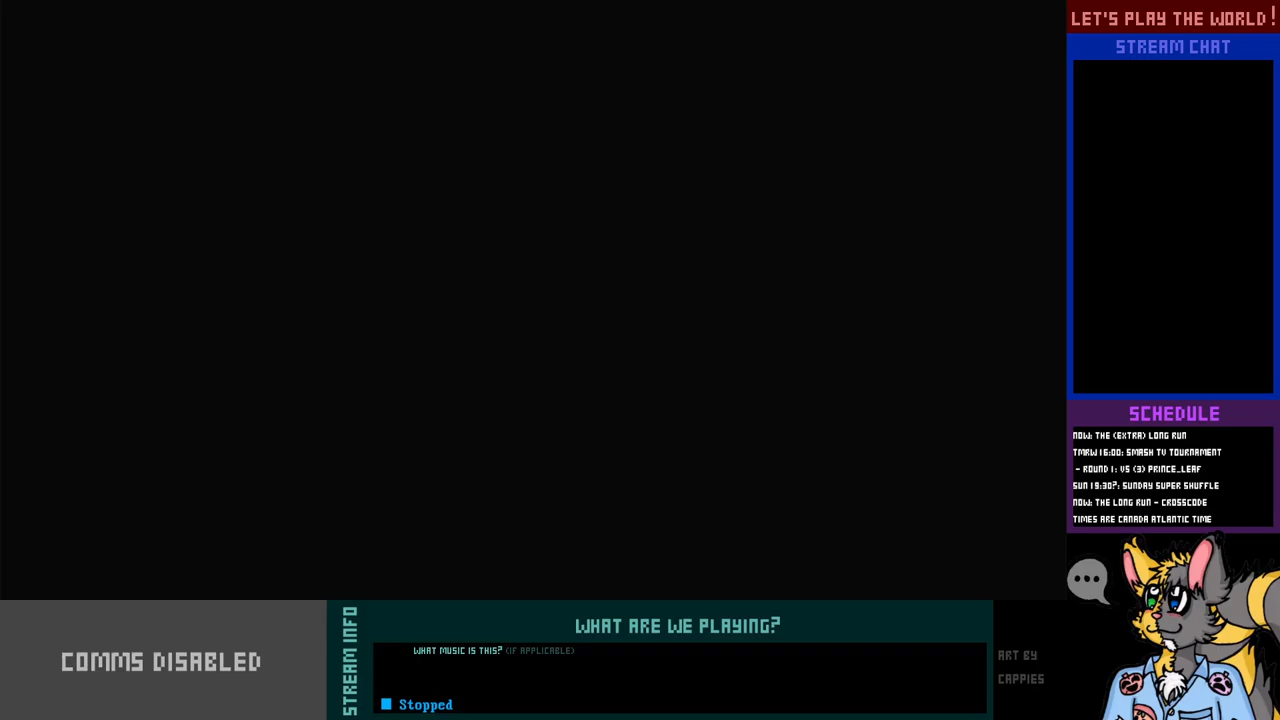 LET'S PLAY THE WORLD!
STREAM CHAT
SCHEDULE
NOW: THE (EXTRA) LONG RUN
TMRW 16:00: SMASH TV TOURNAMENT
- ROUND 1: VS (3) PRINCE_LEAF
SUN 19:30?: SUNDAY SUPER SHUFFLE
NOW: THE LONG RUN - CROSSCODE
TIMES ARE CANADA ATLANTIC TIME
COMMS DISABLED
STREAM INFO
WHAT ARE WE PLAYING?
WHAT MUSIC IS THIS? (IF APPLICABLE)
Stopped
ART BY
CAPPIES